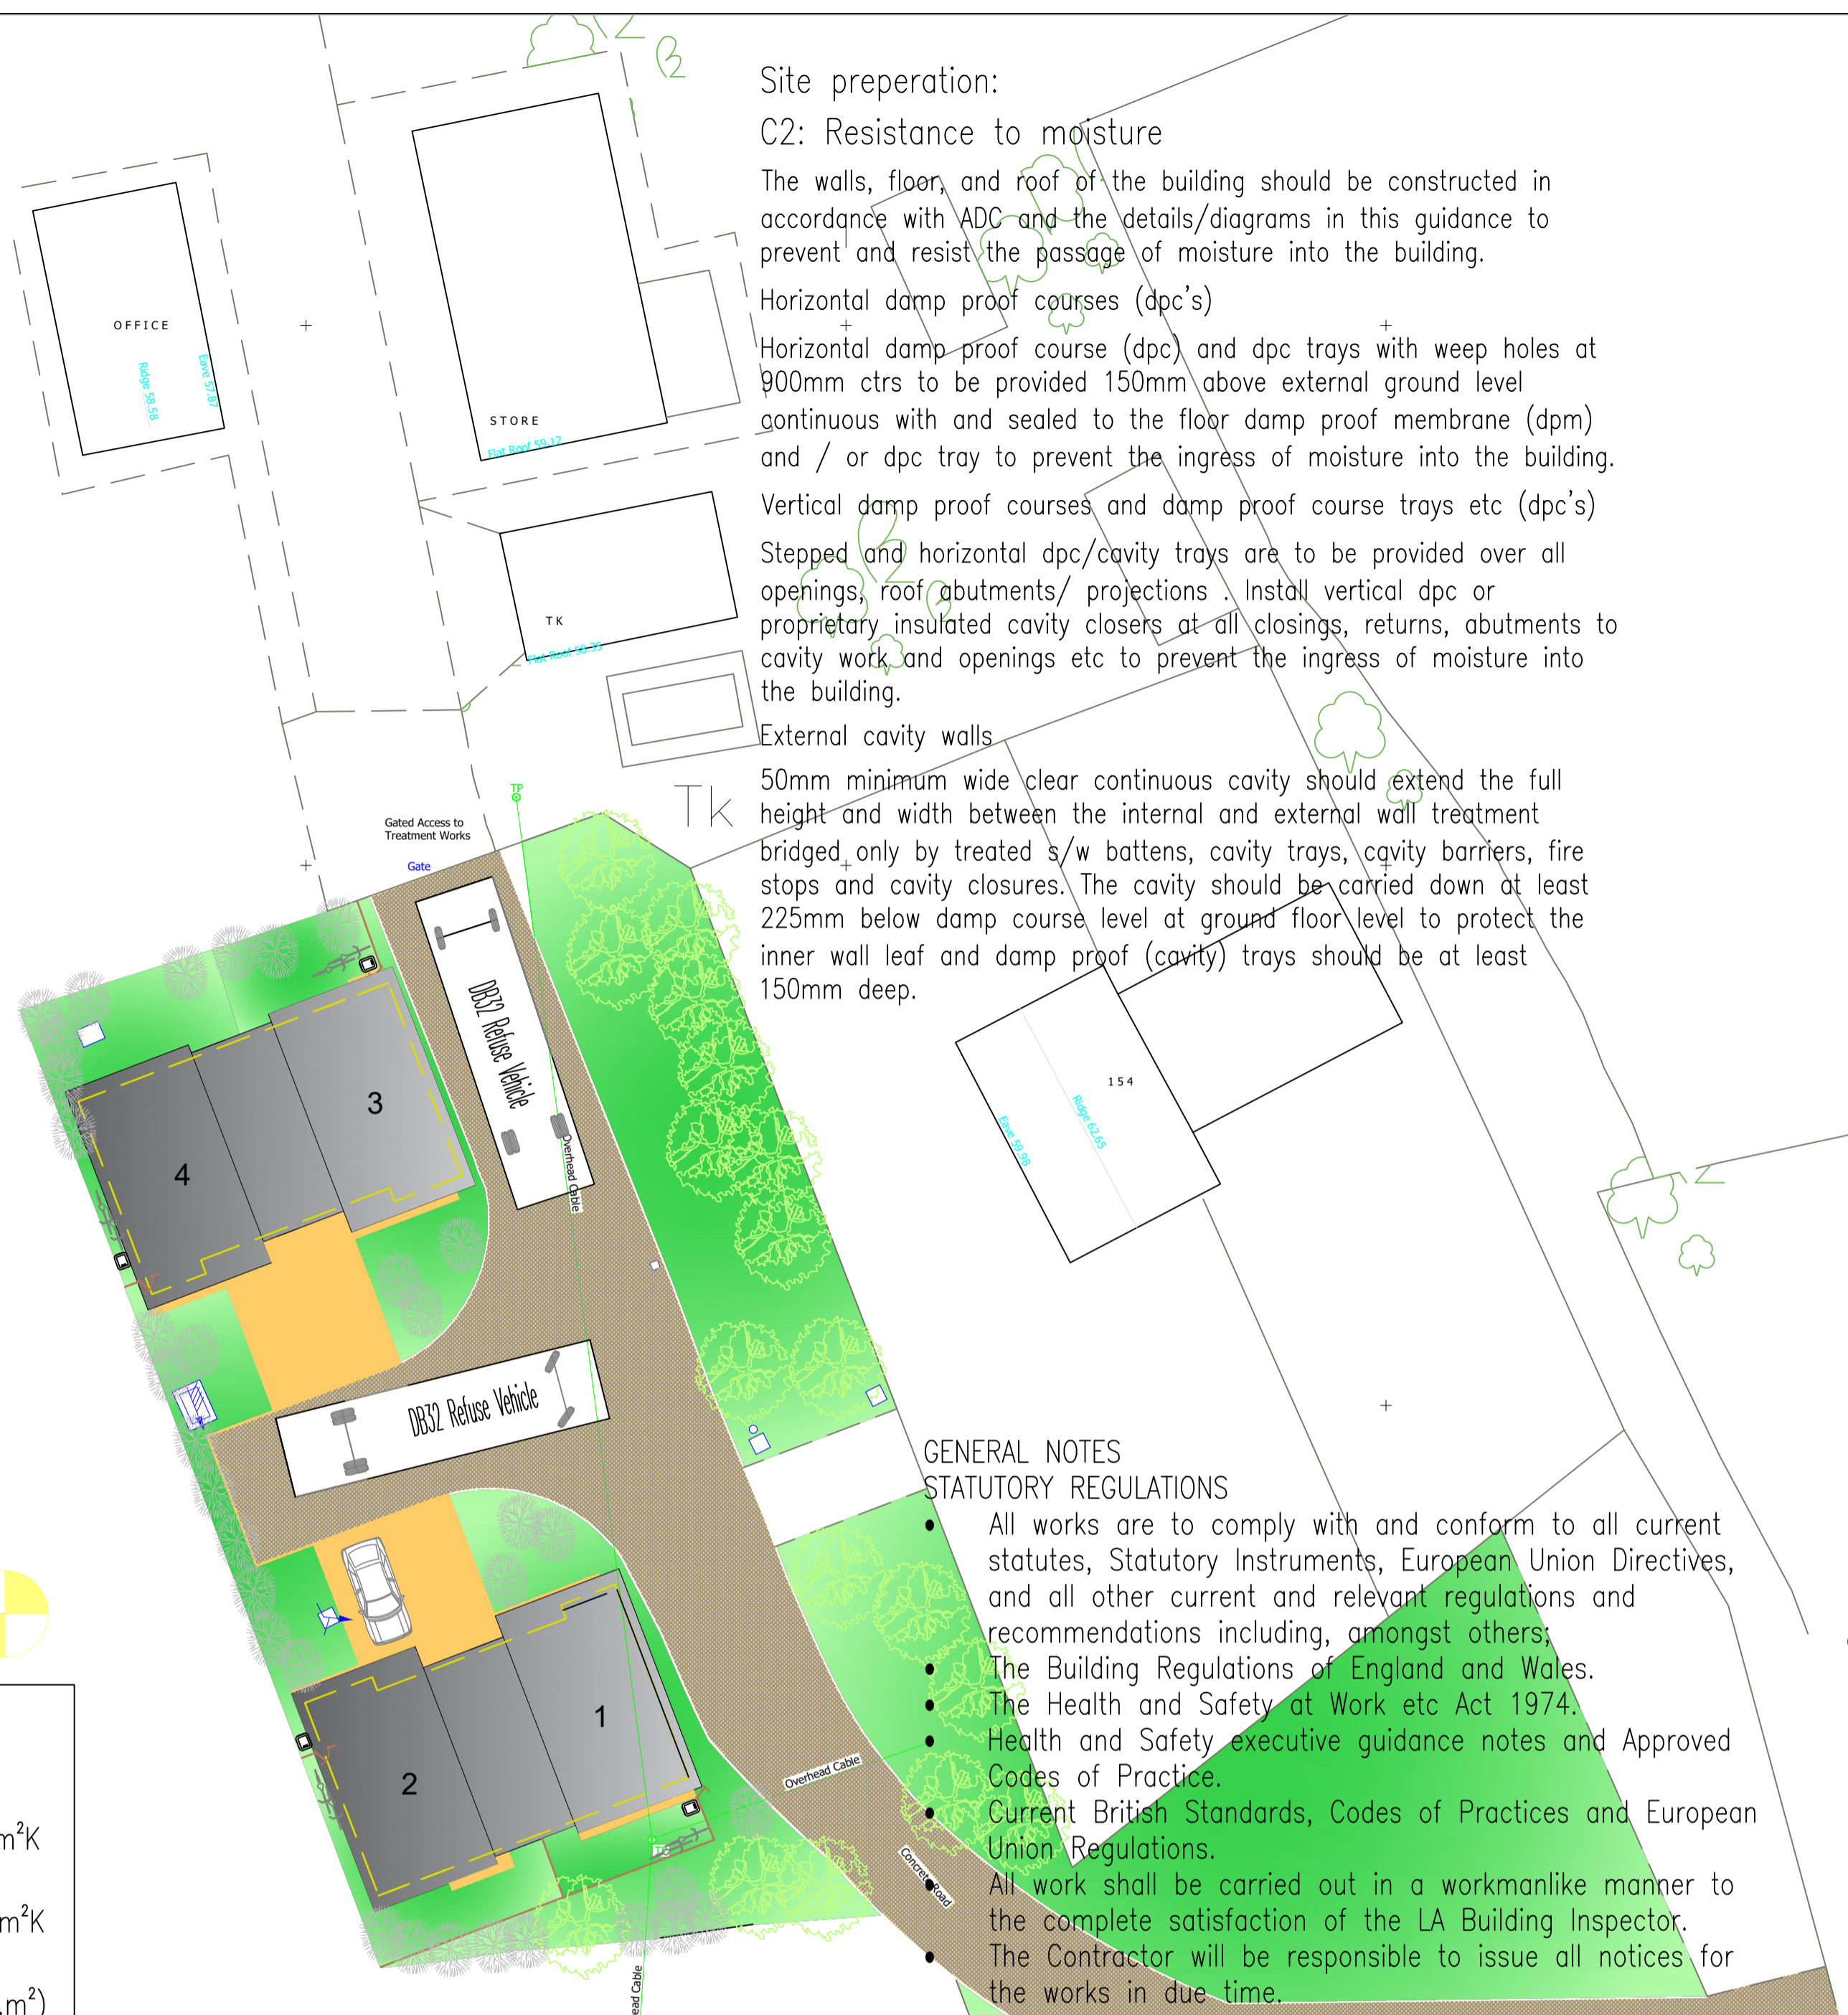 Site preperation:
C2: Resistance to moisture
The walls, floor, and roof of the building should be constructed in
accordance with ADC and the details/diagrams in this guidance to
prevent and resist the passage of moisture into the building.
Horizontal damp proof courses (dpc's)
Horizontal damp proof course (dpc) and dpc trays with weep holes at
900mm ctrs to be provided 150mm above external ground level
continuous with and sealed to the floor damp proof membrane (dpm)
and / or dpc tray to prevent the ingress of moisture into the building.
Vertical damp proof courses and damp proof course trays etc (dpc's)
Stepped and horizontal dpc/cavity trays are to be provided over all
openings, roof abutments/ projections . Install vertical dpc or
proprietary insulated cavity closers at all closings, returns, abutments to
cavity work and openings etc to prevent the ingress of moisture into
the building.
External cavity walls
50mm minimum wide clear continuous cavity should extend the full
height and width between the internal and external wall treatment
bridged only by treated s/w battens, cavity trays, cavity barriers, fire
stops and cavity closures. The cavity should be carried down at least
225mm below damp course level at ground floor level to protect the
inner wall leaf and damp proof (cavity) trays should be at least
150mm deep.
OFFICE
Ridge 58.58
Eave 57.87
STORE
Flat Roof 59.12
TK
Flat Roof 58.35
Tk
TP
Gated Access to
Treatment Works
Gate
DB32 Refuse Vehicle
Overhead Cable
3
4
154
Ridge 62.65
Eave 59.98
DB32 Refuse Vehicle
1
2
Overhead Cable
Concrete Road
ead Cable
m²K
m²K
.m²)
GENERAL NOTES
STATUTORY REGULATIONS
• All works are to comply with and conform to all current
statutes, Statutory Instruments, European Union Directives,
and all other current and relevant regulations and
recommendations including, amongst others;
• The Building Regulations of England and Wales.
• The Health and Safety at Work etc Act 1974.
• Health and Safety executive guidance notes and Approved
Codes of Practice.
• Current British Standards, Codes of Practices and European
Union Regulations.
• All work shall be carried out in a workmanlike manner to
the complete satisfaction of the LA Building Inspector.
• The Contractor will be responsible to issue all notices for
the works in due time.